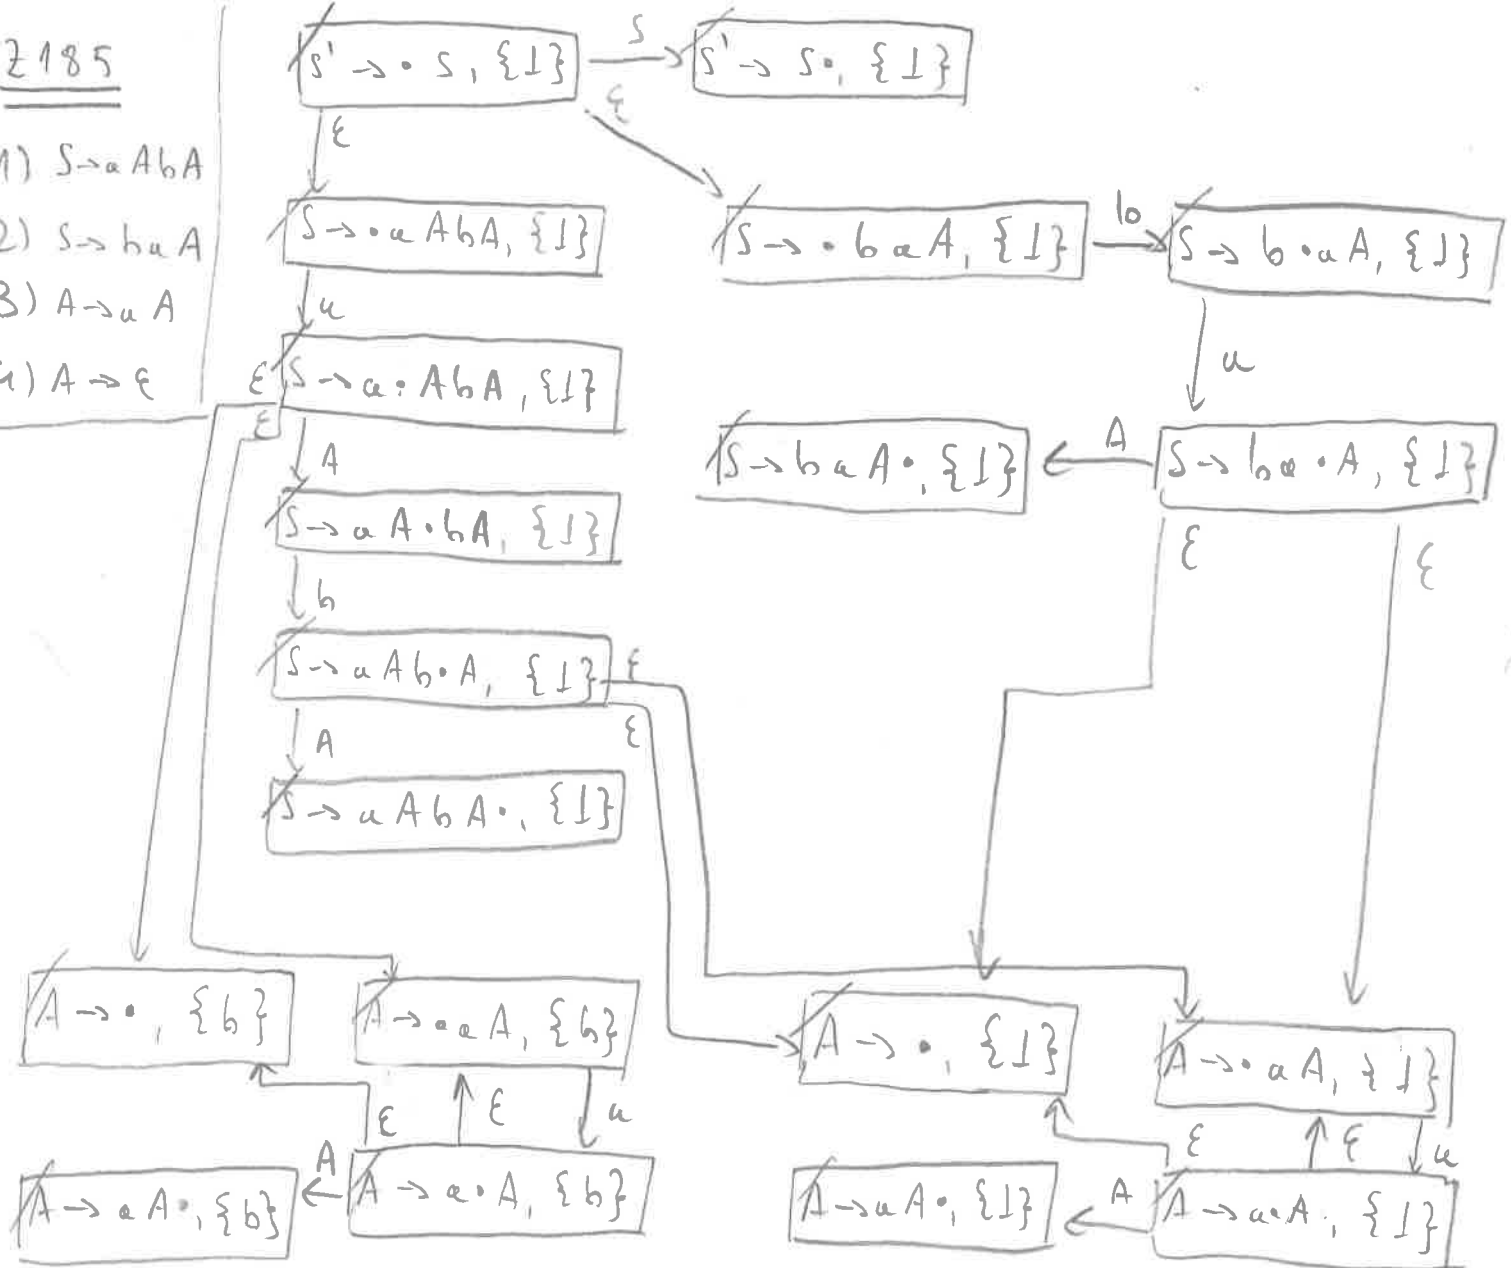 Z185
1) S→aAbA
2) S→baA
3) A→aA
4) A→ε
S'→•S, {⊥}
S
S'→S•, {⊥}
ε
ε
S→•aAbA, {⊥}
S→•baA, {⊥}
b
S→b•aA, {⊥}
a
a
S→a•AbA, {⊥}
ε
ε
A
S→baA•, {⊥}
A
S→ba•A, {⊥}
S→aA•bA, {⊥}
ε
ε
b
S→aAb•A, {⊥}
ε
ε
A
S→aAbA•, {⊥}
A→•, {b}
A→•aA, {b}
A→•, {⊥}
A→•aA, {⊥}
ε
ε
a
ε
ε
a
A→aA•, {b}
A
A→a•A, {b}
A→aA•, {⊥}
A
A→a•A, {⊥}